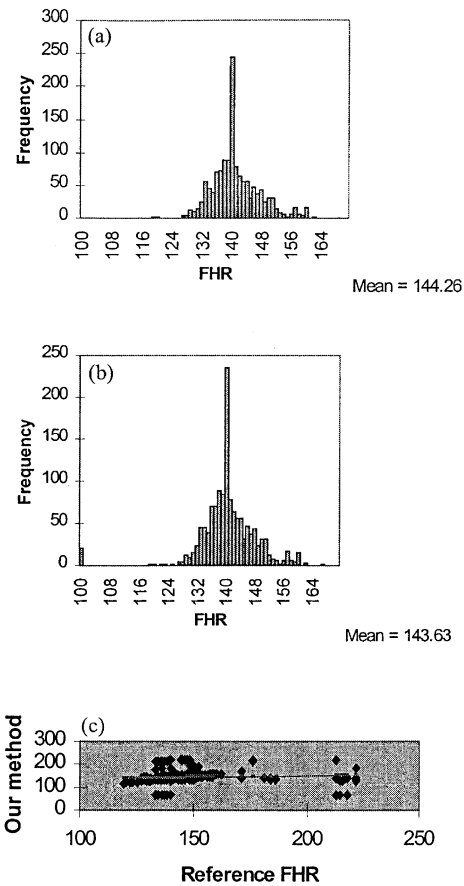 (a)
300
250
200
150
100
50
0
Frequency
100 108 116 124 132 140 148 156 164
FHR
Mean = 144.26
(b)
250
200
150
100
50
0
Frequency
100 108 116 124 132 140 148 156 164
FHR
Mean = 143.63
(c)
300
200
100
0
Our method
100 150 200 250
Reference FHR